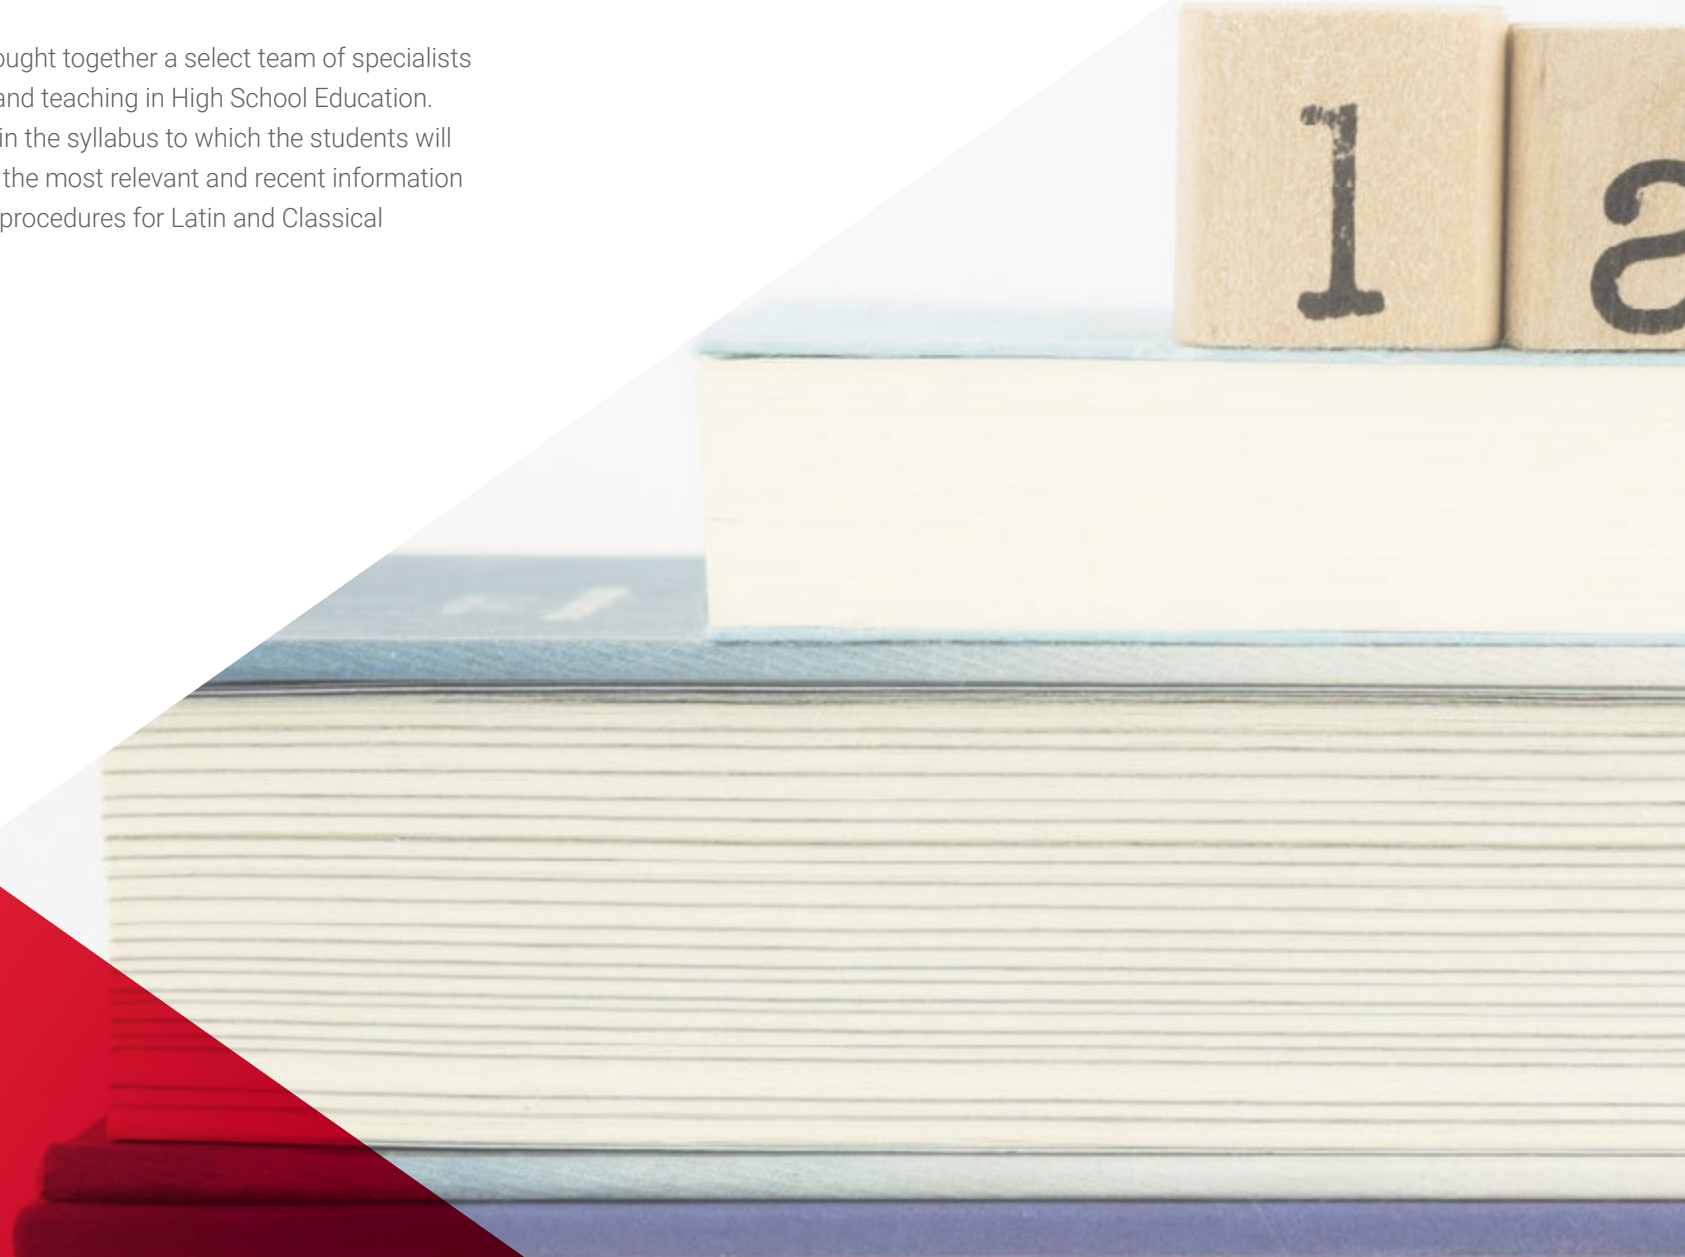 ought together a select team of specialists
and teaching in High School Education.
in the syllabus to which the students will
the most relevant and recent information
procedures for Latin and Classical
l a